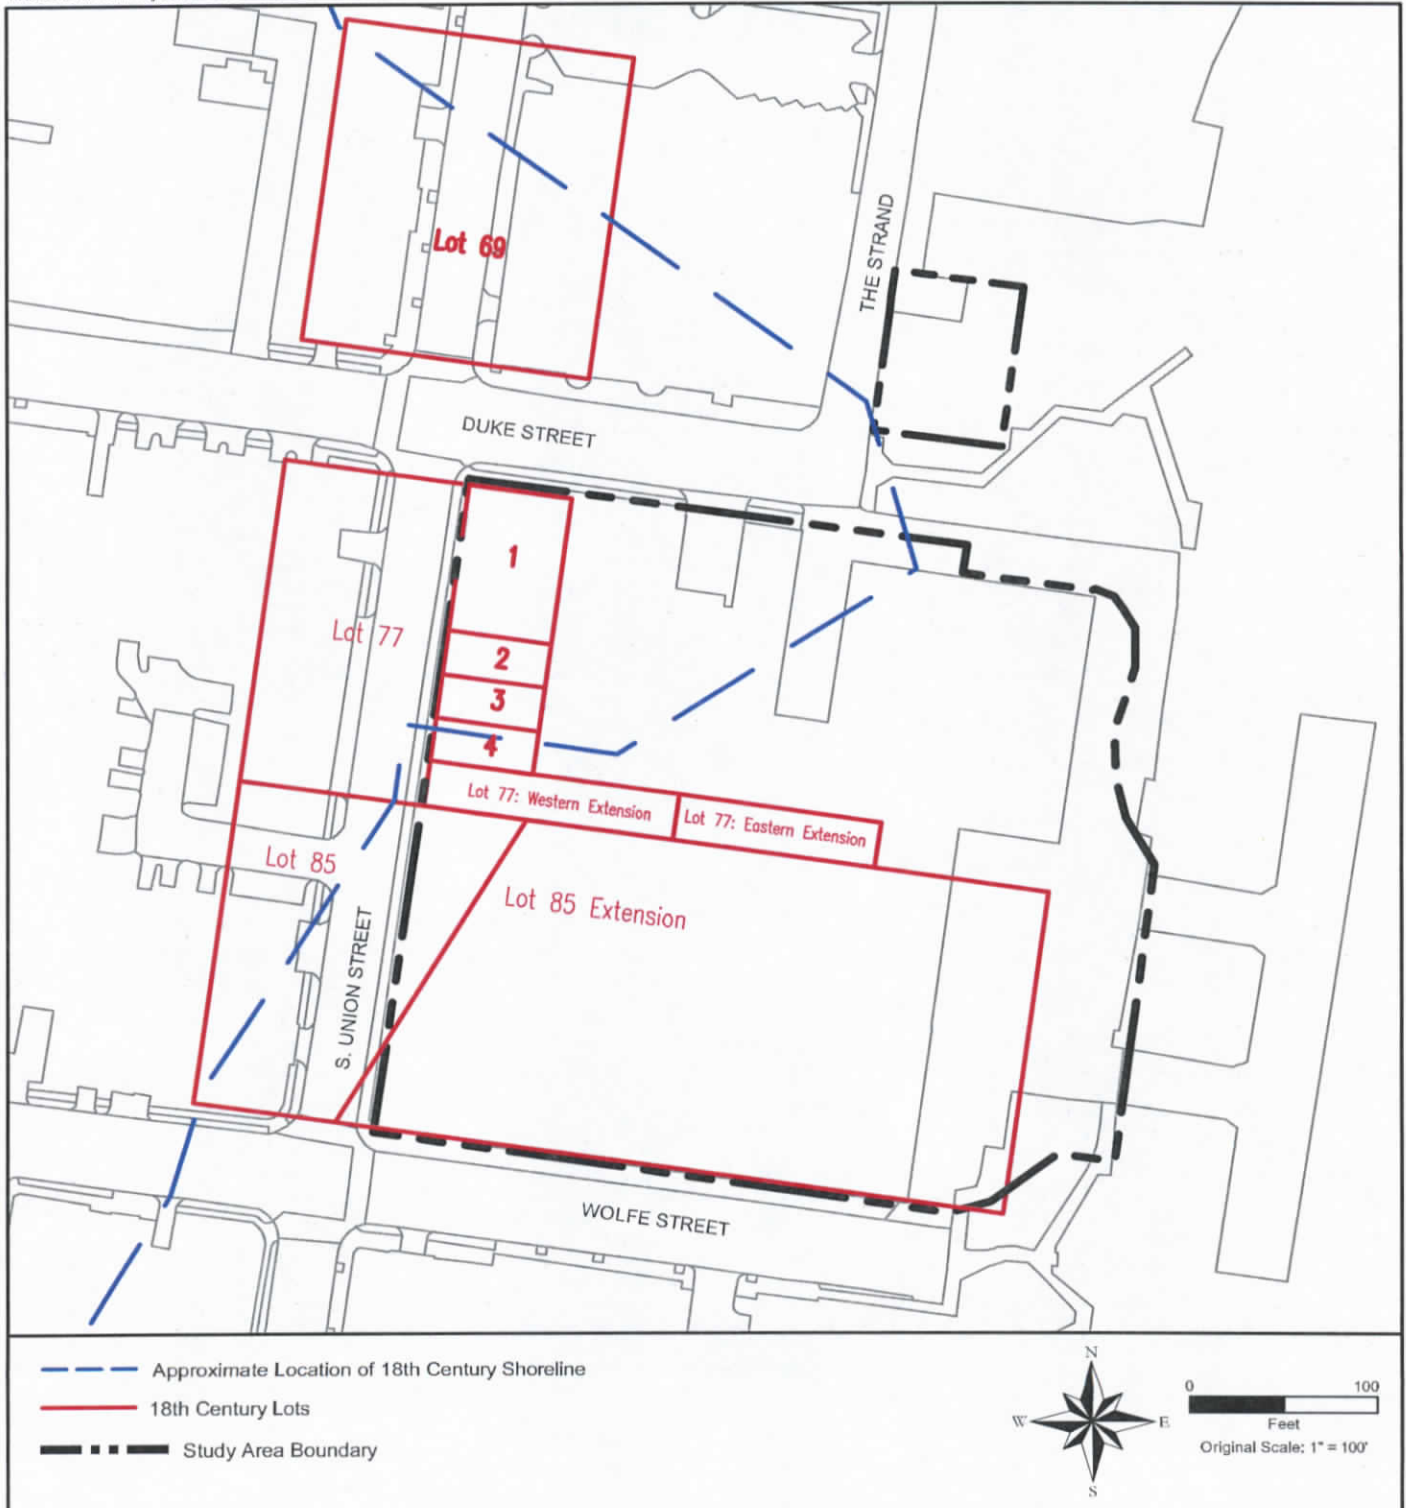 THE STRAND
Lot 69
DUKE STREET
1
Lot 77
2
3
4
Lot 77: Western Extension
Lot 77: Eastern Extension
Lot 85
Lot 85 Extension
S. UNION STREET
WOLFE STREET
Approximate Location of 18th Century Shoreline
18th Century Lots
Study Area Boundary
N
W
E
S
0 100
Feet
Original Scale: 1" = 100'